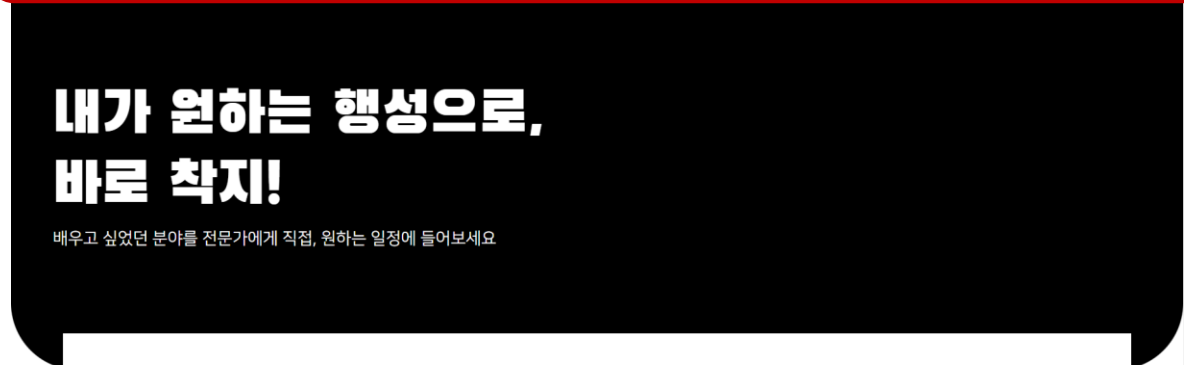 내가 원하는 행성으로,
바로 착지!
배우고 싶었던 분야를 전문가에게 직접, 원하는 일정에 들어보세요